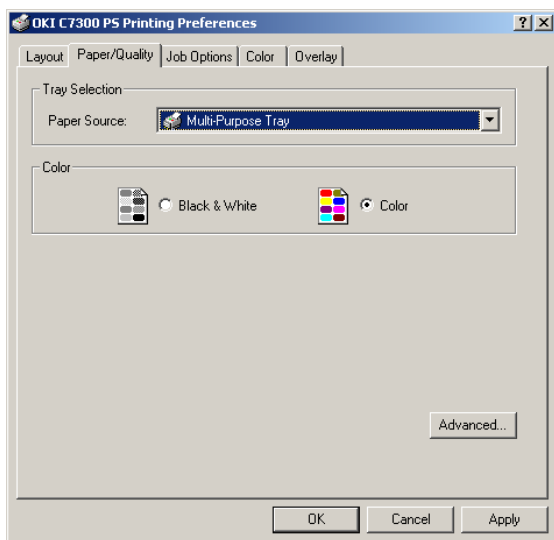 OKI C7300 PS Printing Preferences
Layout Paper/Quality Job Options Color Overlay
Tray Selection
Paper Source: Multi-Purpose Tray
Color
Black & White Color
Advanced...
OK Cancel Apply